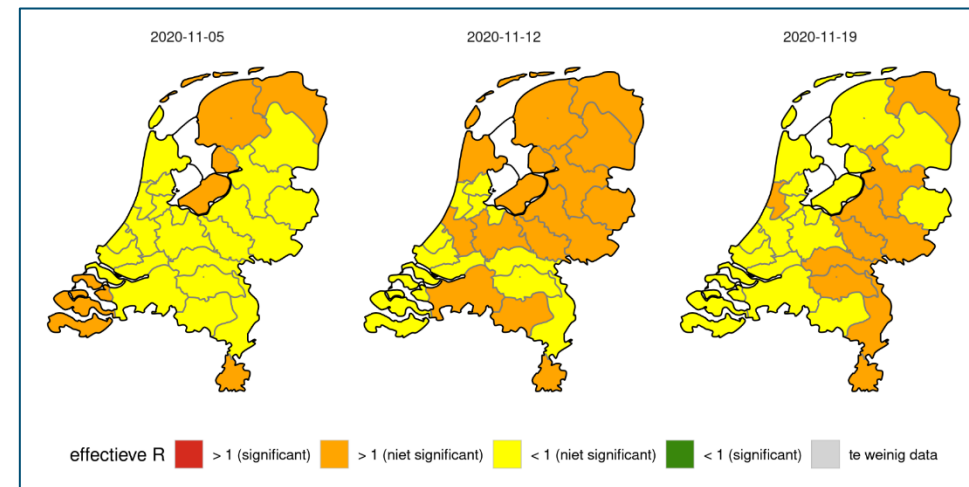 2020-11-05 2020-11-12 2020-11-19
effectieve R > 1 (significant) > 1 (niet significant) < 1 (niet significant) < 1 (significant) te weinig data